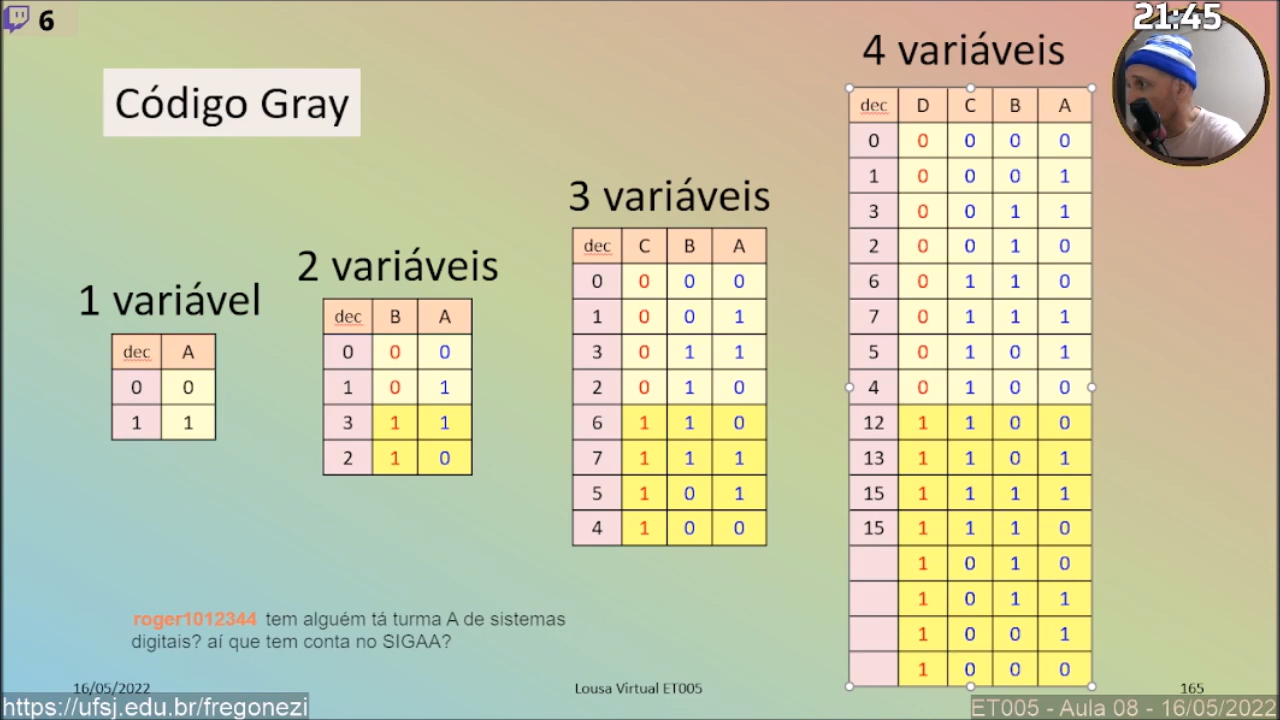 6
21:45
Código Gray
1 variável
dec A
0 0
1 1
2 variáveis
dec B A
0 0 0
1 0 1
3 1 1
2 1 0
3 variáveis
dec C B A
0 0 0 0
1 0 0 1
3 0 1 1
2 0 1 0
6 1 1 0
7 1 1 1
5 1 0 1
4 1 0 0
4 variáveis
dec D C B A
0 0 0 0 0
1 0 0 0 1
3 0 0 1 1
2 0 0 1 0
6 0 1 1 0
7 0 1 1 1
5 0 1 0 1
4 0 1 0 0
12 1 1 0 0
13 1 1 0 1
15 1 1 1 1
15 1 1 1 0
1 0 1 0
1 0 1 1
1 0 0 1
1 0 0 0
roger1012344 tem alguém tá turma A de sistemas
digitais? aí que tem conta no SIGAA?
16/05/2022
Lousa Virtual ET005
165
https://ufsj.edu.br/fregonezi
ET005 - Aula 08 - 16/05/2022